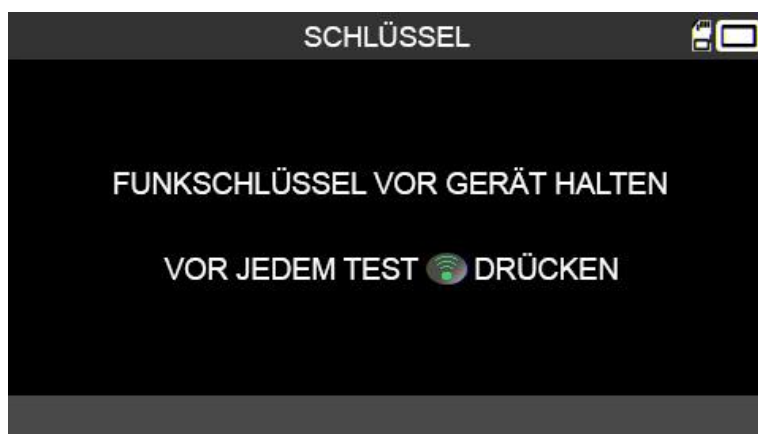 SCHLÜSSEL
FUNKSCHLÜSSEL VOR GERÄT HALTEN
VOR JEDEM TEST DRÜCKEN